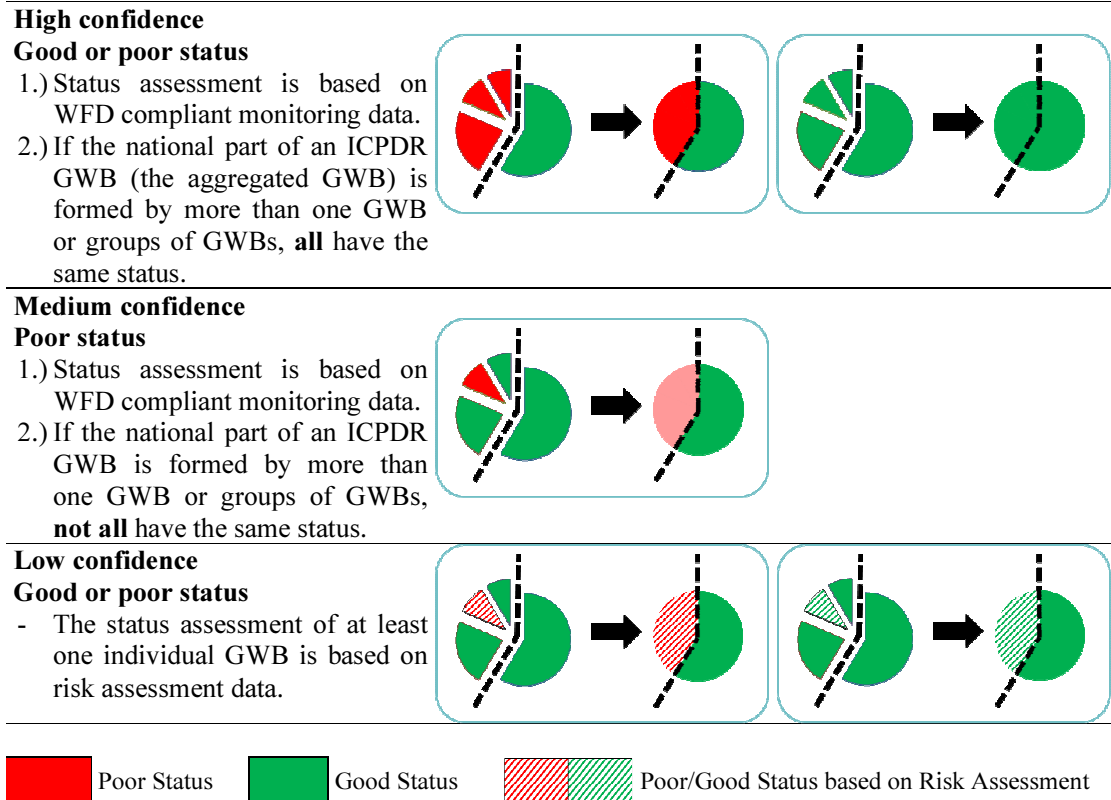 High confidence
Good or poor status
1.) Status assessment is based on
WFD compliant monitoring data.
2.) If the national part of an ICPDR
GWB (the aggregated GWB) is
formed by more than one GWB
or groups of GWBs, all have the
same status.
Medium confidence
Poor status
1.) Status assessment is based on
WFD compliant monitoring data.
2.) If the national part of an ICPDR
GWB is formed by more than
one GWB or groups of GWBs,
not all have the same status.
Low confidence
Good or poor status
- The status assessment of at least
one individual GWB is based on
risk assessment data.
Poor Status Good Status Poor/Good Status based on Risk Assessment